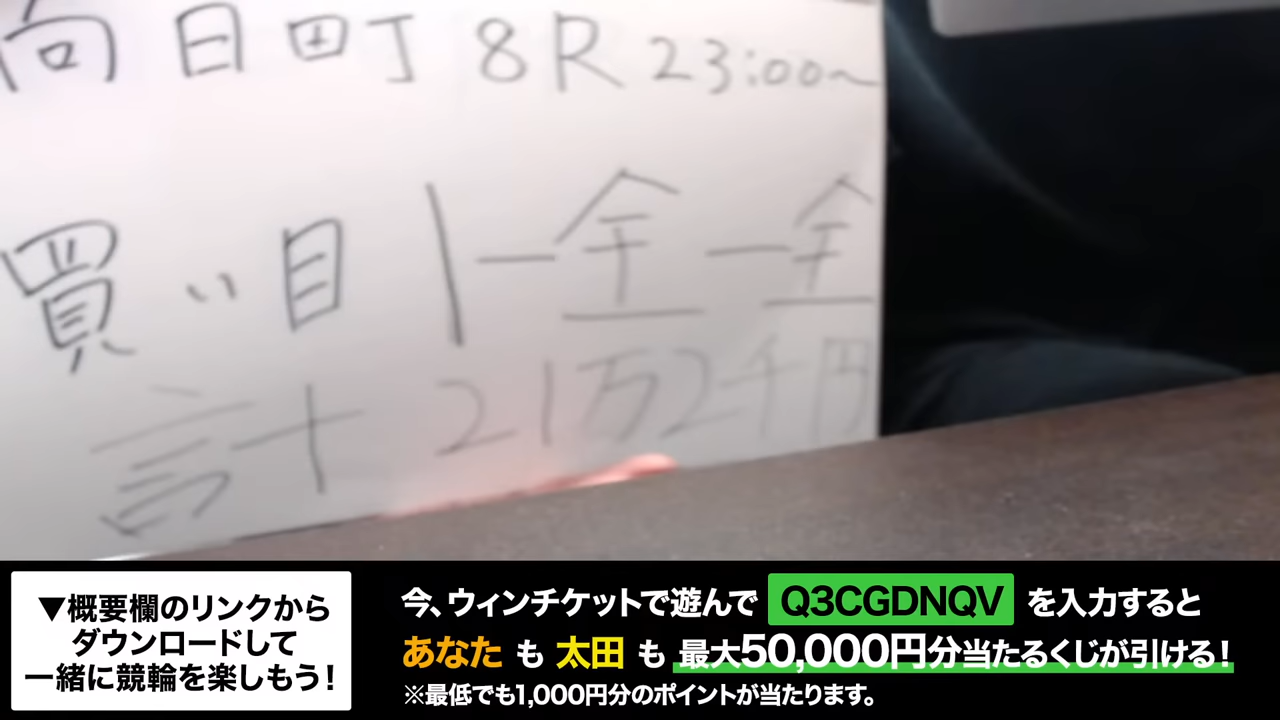 向日町 8R 23:00~
買い目 1-全-全
計 21万2千円
▼概要欄のリンクから
ダウンロードして
一緒に競輪を楽しもう!
今、ウィンチケットで遊んで Q3CGDNQV を入力すると
あなた も 太田 も 最大50,000円分当たるくじが引ける!
※最低でも1,000円分のポイントが当たります。